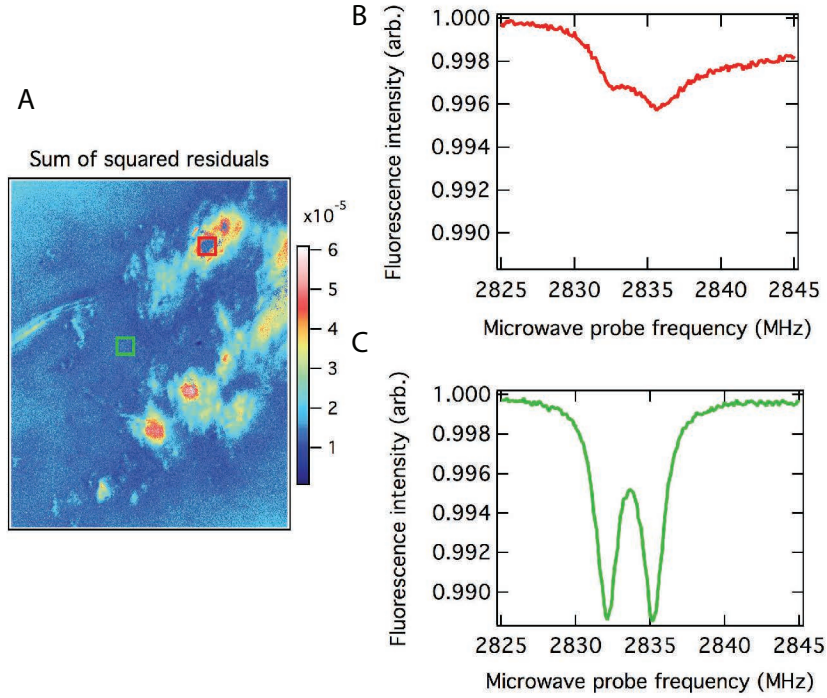 A
Sum of squared residuals
x10-5
6
5
4
3
2
1
B
Fluorescence intensity (arb.)
1.000
0.998
0.996
0.994
0.992
0.990
2825 2830 2835 2840 2845
Microwave probe frequency (MHz)
C
Fluorescence intensity (arb.)
1.000
0.998
0.996
0.994
0.992
0.990
2825 2830 2835 2840 2845
Microwave probe frequency (MHz)